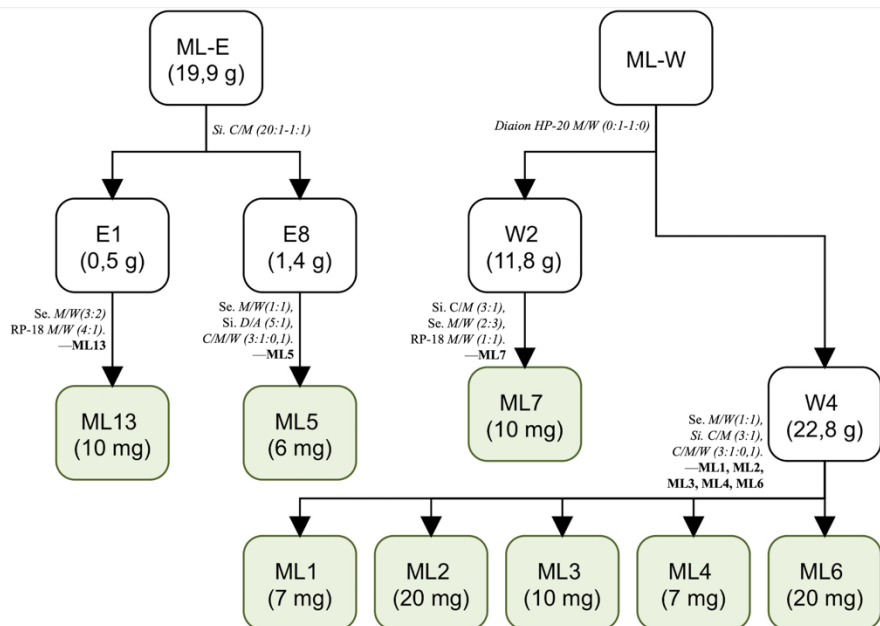 ML-E
(19,9 g)
ML-W
Si. C/M (20:1-1:1)
Diaion HP-20 M/W (0:1-1:0)
E1
(0,5 g)
E8
(1,4 g)
W2
(11,8 g)
Se. M/W(3:2)
RP-18 M/W (4:1).
—ML13
Se. M/W(1:1),
Si. D/A (5:1),
C/M/W (3:1:0,1).
—ML5
Si. C/M (3:1),
Se. M/W (2:3),
RP-18 M/W (1:1).
—ML7
ML13
(10 mg)
ML5
(6 mg)
ML7
(10 mg)
W4
(22,8 g)
Se. M/W(1:1),
Si. C/M (3:1),
C/M/W (3:1:0,1).
—ML1, ML2,
ML3, ML4, ML6
ML1
(7 mg)
ML2
(20 mg)
ML3
(10 mg)
ML4
(7 mg)
ML6
(20 mg)